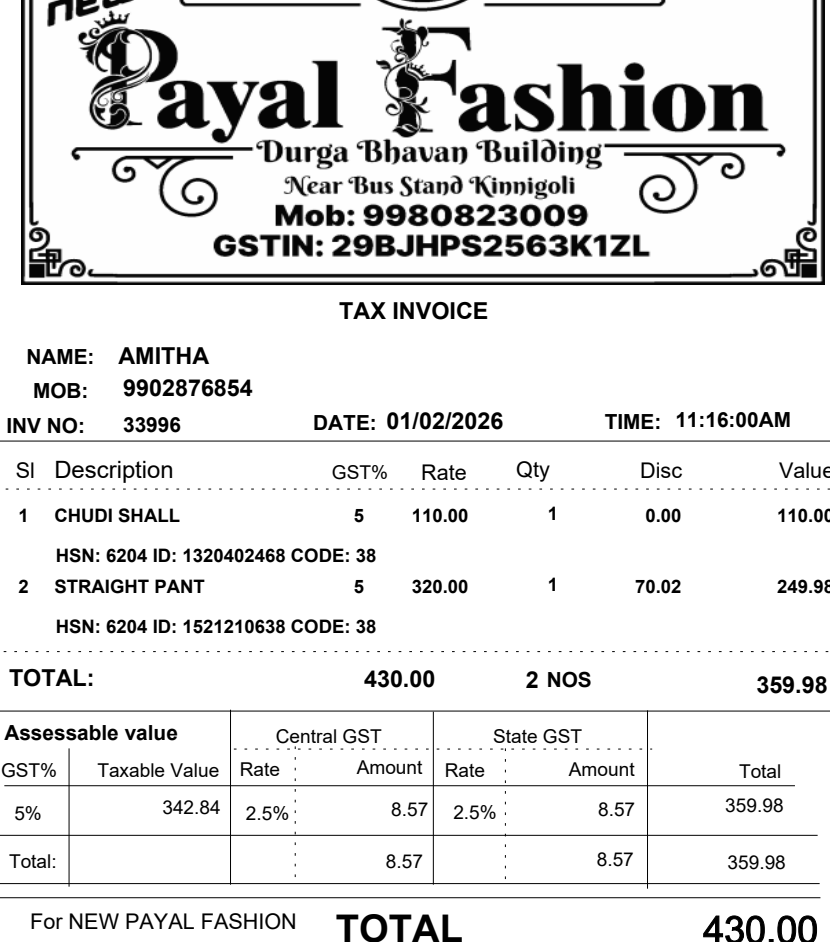 new
Payal Fashion
Durga Bhavan Building
Near Bus Stand Kinnigoli
Mob: 9980823009
GSTIN: 29BJHPS2563K1ZL
TAX INVOICE
NAME: AMITHA
MOB: 9902876854
INV NO: 33996 DATE: 01/02/2026 TIME: 11:16:00AM
Sl Description GST% Rate Qty Disc Value
1 CHUDI SHALL 5 110.00 1 0.00 110.00
HSN: 6204 ID: 1320402468 CODE: 38
2 STRAIGHT PANT 5 320.00 1 70.02 249.98
HSN: 6204 ID: 1521210638 CODE: 38
TOTAL: 430.00 2 NOS 359.98
Assessable value Central GST State GST
GST% Taxable Value Rate Amount Rate Amount Total
5% 342.84 2.5% 8.57 2.5% 8.57 359.98
Total: 8.57 8.57 359.98
For NEW PAYAL FASHION TOTAL 430.00